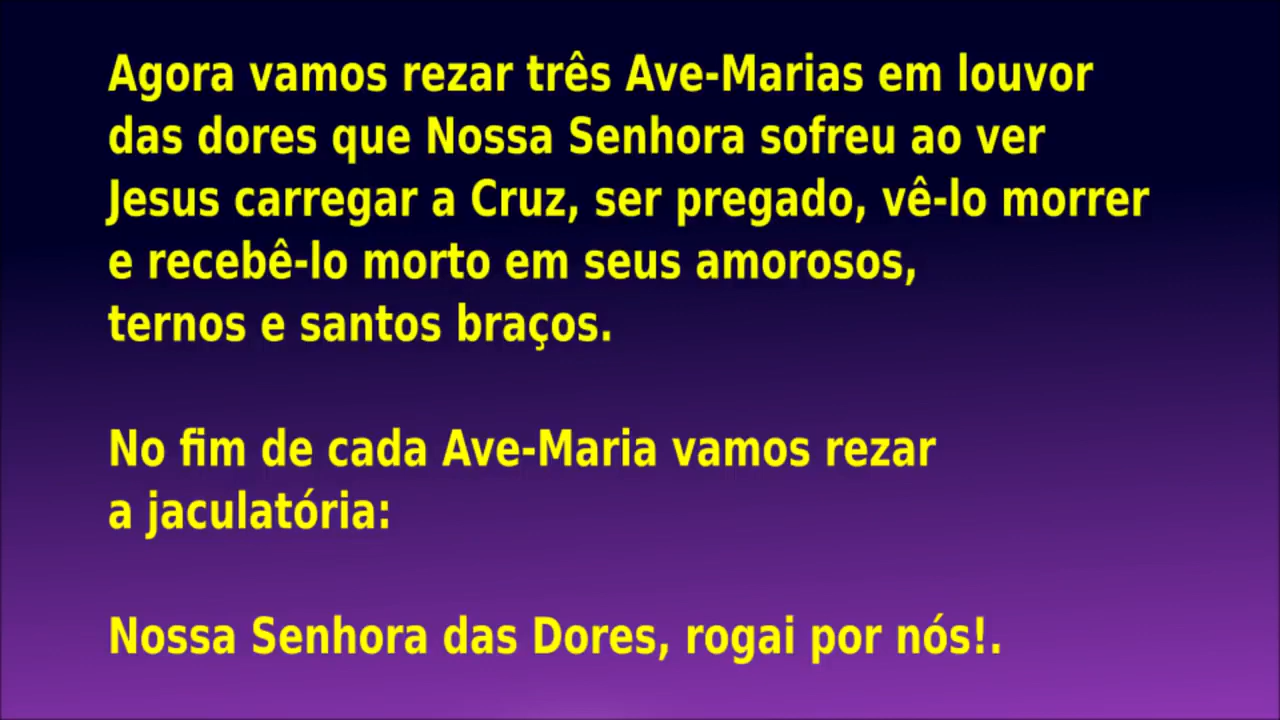 Agora vamos rezar três Ave-Marias em louvor
das dores que Nossa Senhora sofreu ao ver
Jesus carregar a Cruz, ser pregado, vê-lo morrer
e recebê-lo morto em seus amorosos,
ternos e santos braços.
No fim de cada Ave-Maria vamos rezar
a jaculatória:
Nossa Senhora das Dores, rogai por nós!.